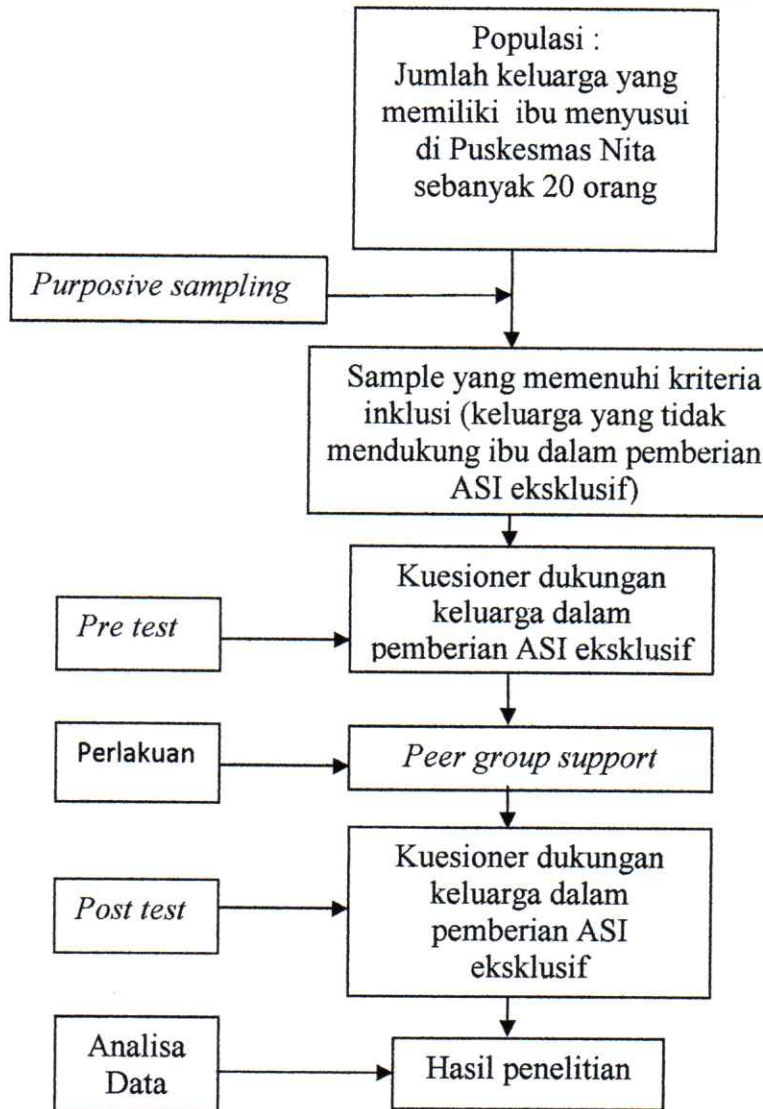 Populasi :
Jumlah keluarga yang
memiliki ibu menyusui
di Puskesmas Nita
sebanyak 20 orang
Purposive sampling
Sample yang memenuhi kriteria
inklusi (keluarga yang tidak
mendukung ibu dalam pemberian
ASI eksklusif)
Pre test
Kuesioner dukungan
keluarga dalam
pemberian ASI eksklusif
Perlakuan
Peer group support
Post test
Kuesioner dukungan
keluarga dalam
pemberian ASI
eksklusif
Analisa
Data
Hasil penelitian